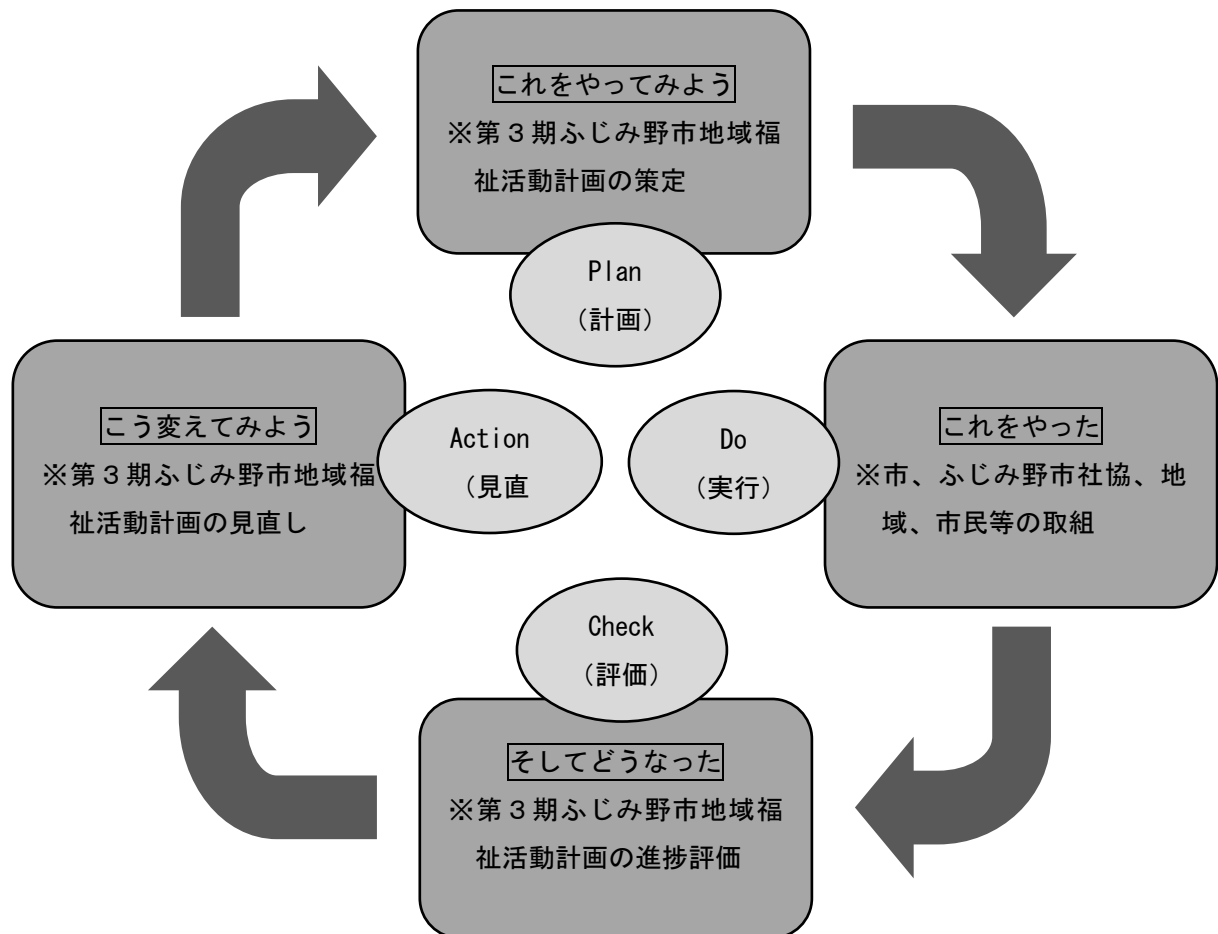 これをやってみよう
※第３期ふじみ野市地域福
祉活動計画の策定
Plan
（計画）
こう変えてみよう
※第３期ふじみ野市地域福
祉活動計画の見直し
Action
（見直
Do
（実行）
これをやった
※市、ふじみ野市社協、地
域、市民等の取組
Check
（評価）
そしてどうなった
※第３期ふじみ野市地域福
祉活動計画の進捗評価